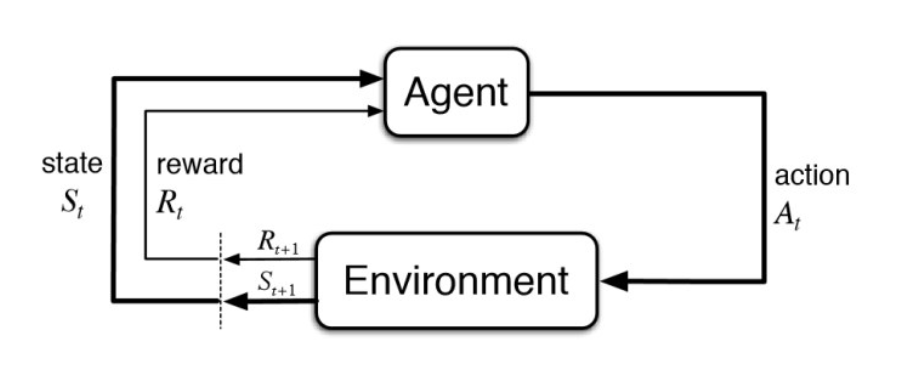 Agent
state
S_t
reward
R_t
action
A_t
R_{t+1}
S_{t+1}
Environment